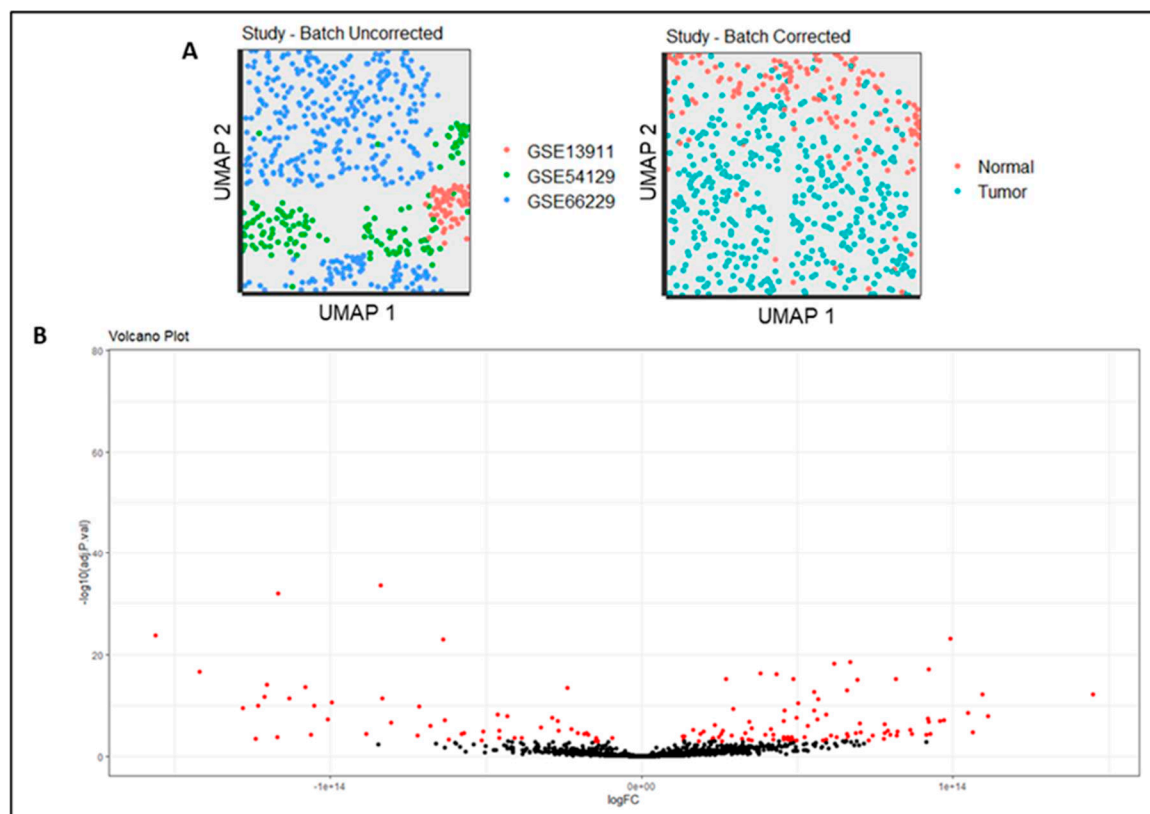 A
Study - Batch Uncorrected
UMAP 2
UMAP 1
GSE13911
GSE54129
GSE66229
Study - Batch Corrected
UMAP 2
UMAP 1
Normal
Tumor
B
Volcano Plot
-log10(adj.P.val)
80
60
40
20
0
-1e+14
0e+00
1e+14
logFC